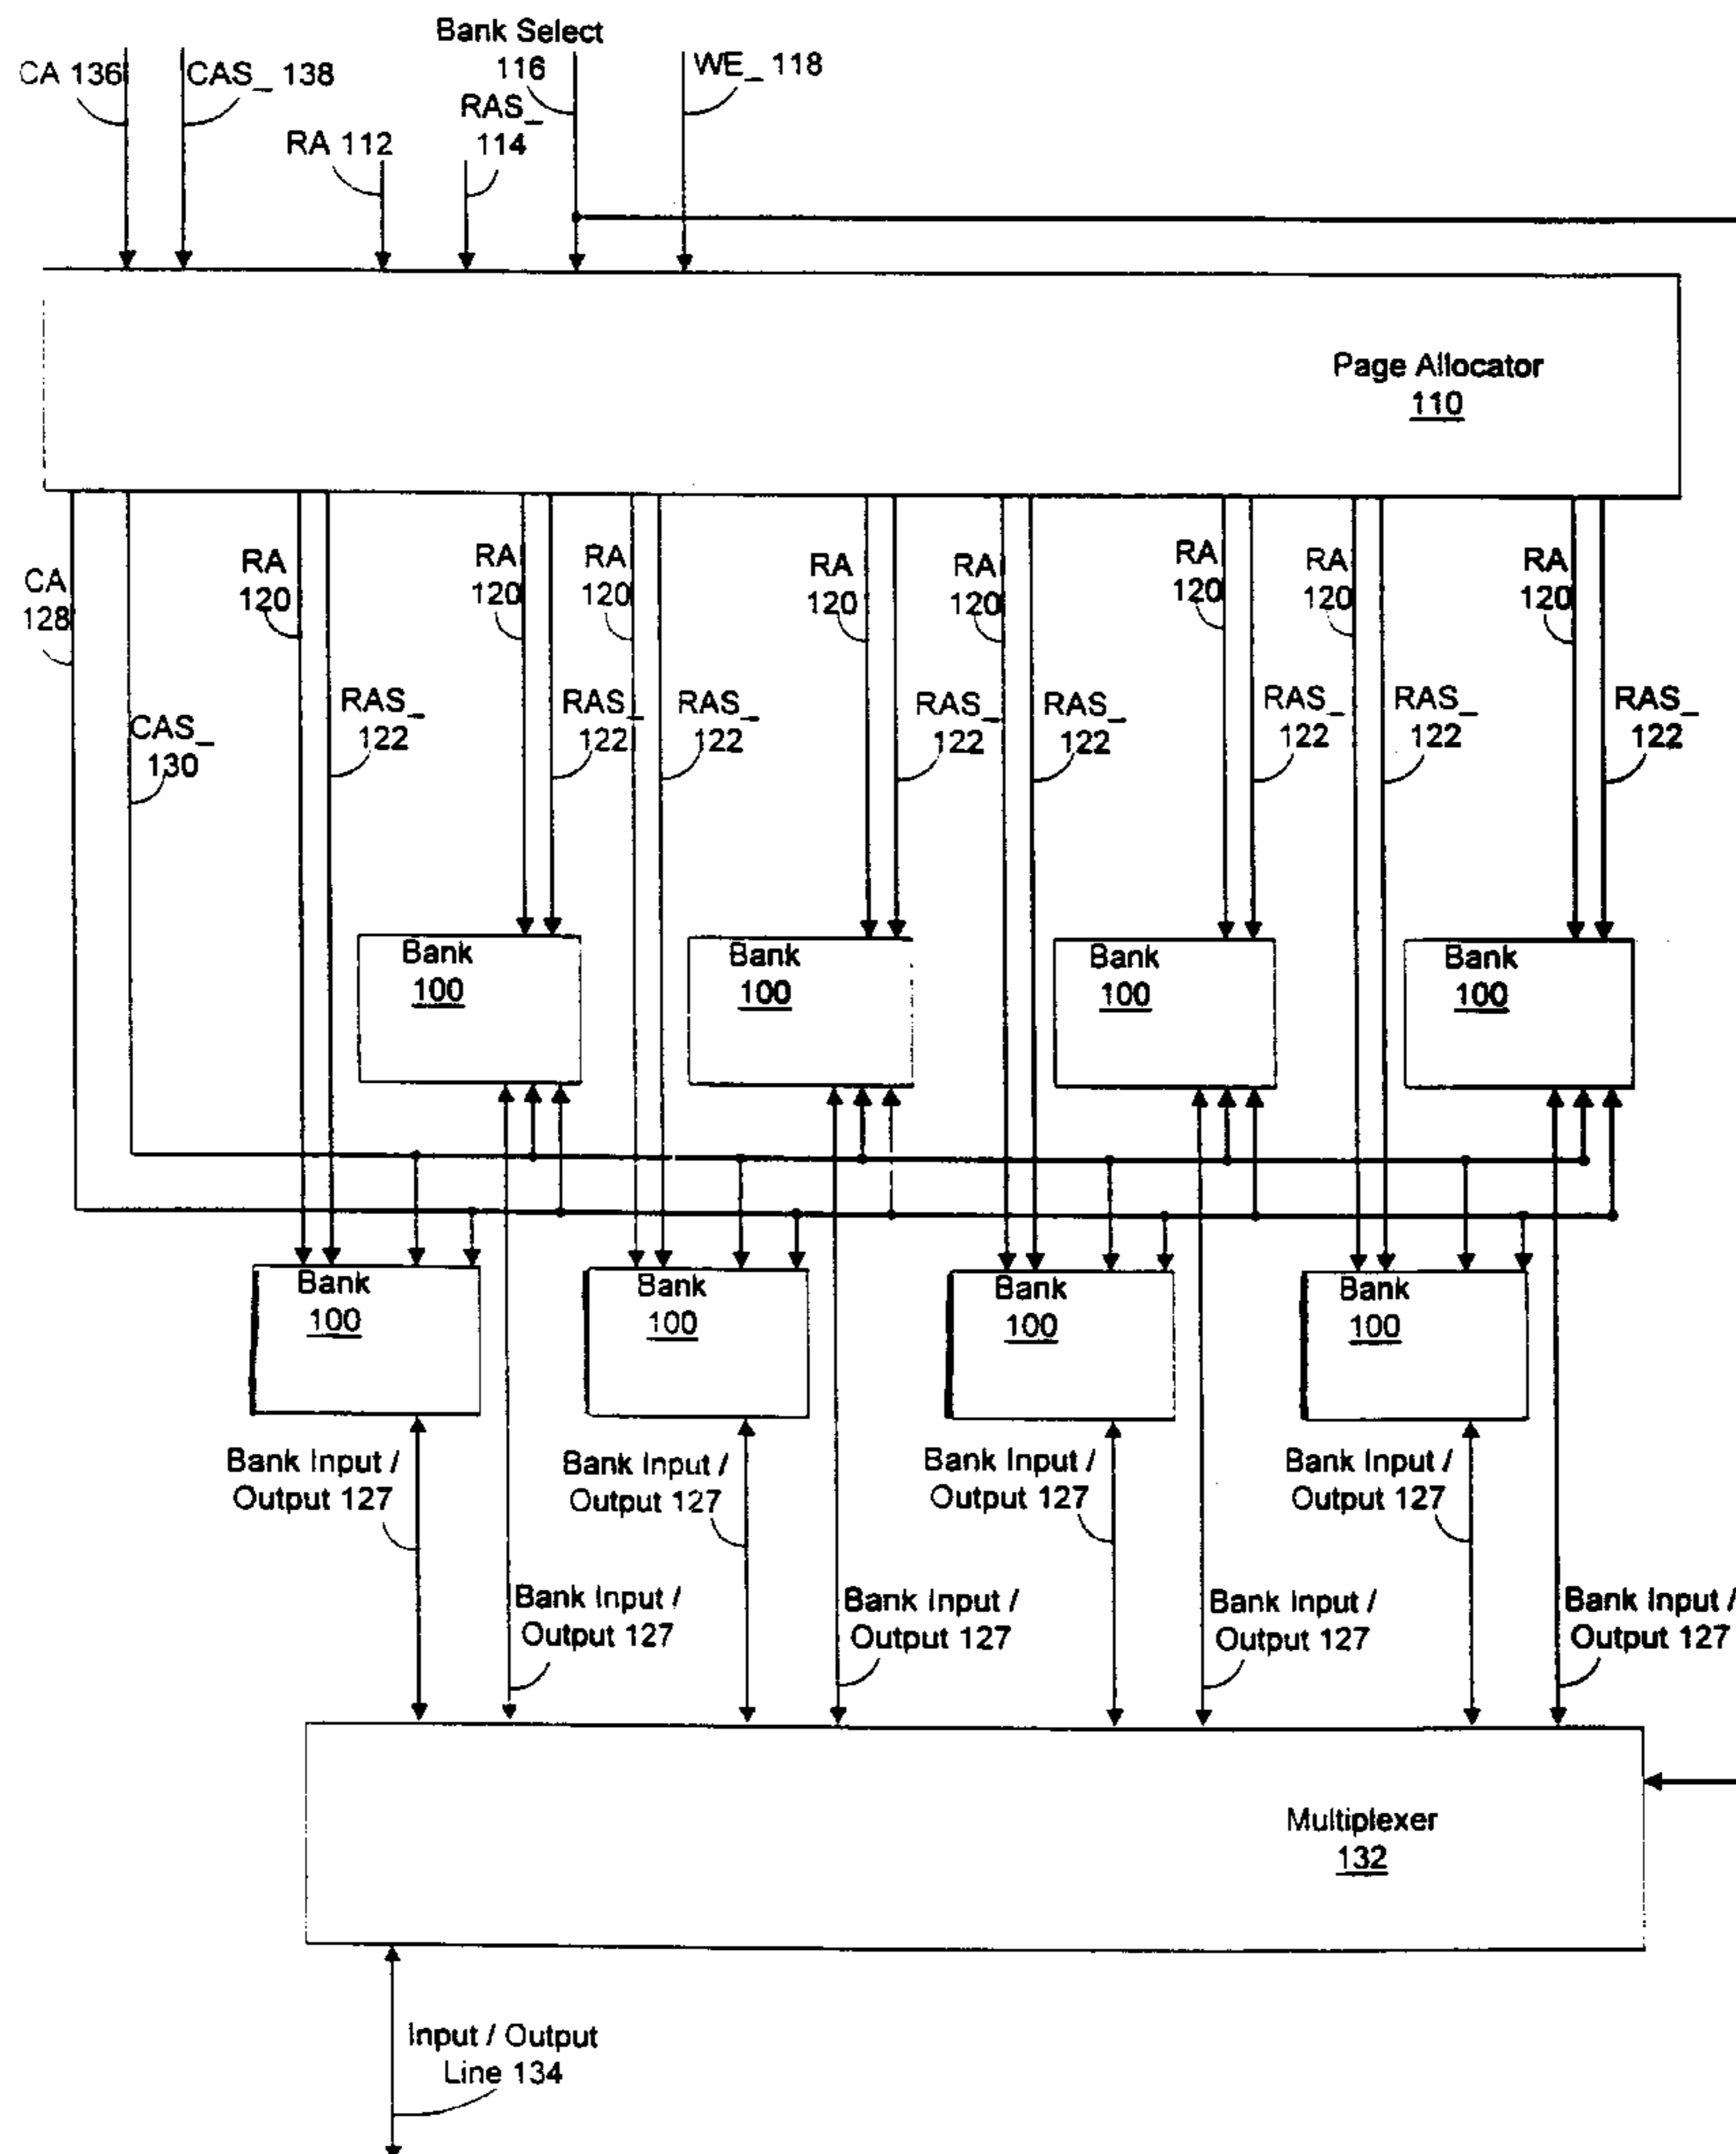 Bank Select
116
CA 136
CAS_ 138
WE_ 118
RA 112
RAS_
114
Page Allocator
110
CA
128
RA
120
RA
120
RA
120
RA
120
RA
120
RA
120
RA
120
RA
120
CAS_
130
RAS_
122
RAS_
122
RAS_
122
RAS_
122
RAS_
122
RAS_
122
RAS_
122
RAS_
122
Bank
100
Bank
100
Bank
100
Bank
100
Bank
100
Bank
100
Bank
100
Bank
100
Bank Input /
Output 127
Bank Input /
Output 127
Bank Input /
Output 127
Bank Input /
Output 127
Bank Input /
Output 127
Bank Input /
Output 127
Bank Input /
Output 127
Bank Input /
Output 127
Multiplexer
132
Input / Output
Line 134